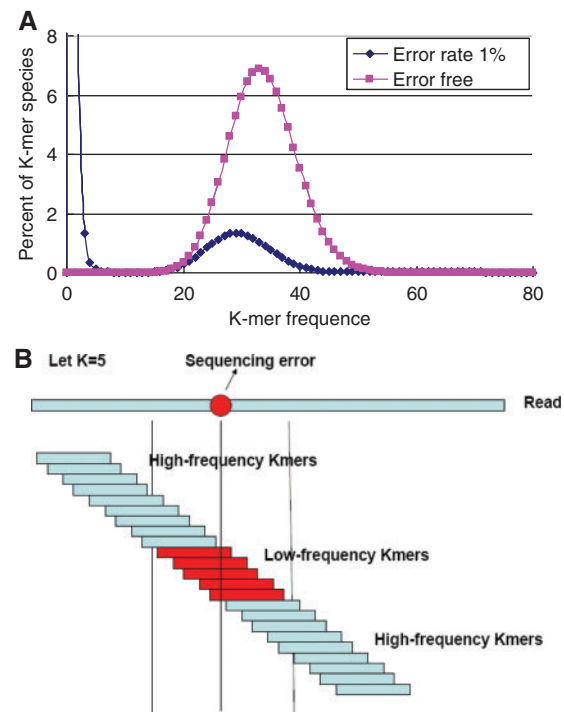 A
Percent of K-mer species
8
6
4
2
0
Error rate 1%
Error free
0 20 40 60 80
K-mer frequence
B
Let K=5
Sequencing error
Read
High-frequency Kmers
Low-frequency Kmers
High-frequency Kmers